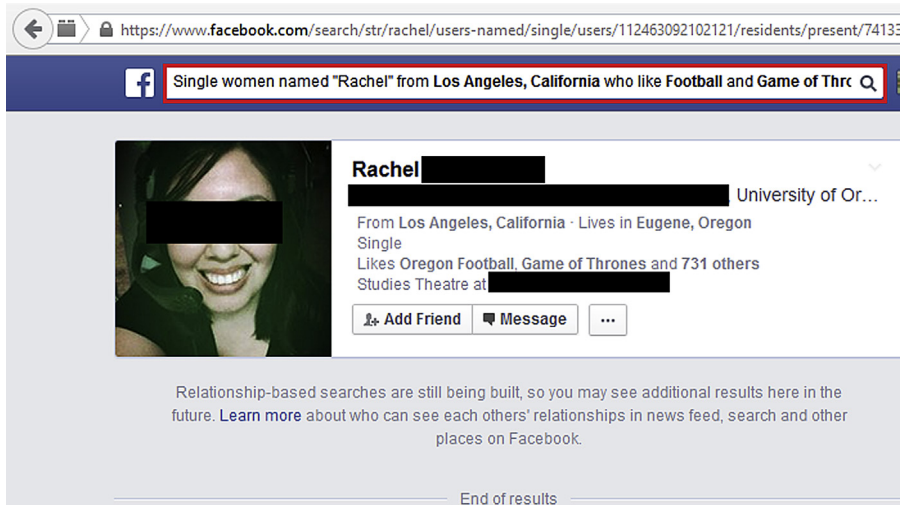 https://www.facebook.com/search/str/rachel/users-named/single/users/112463092102121/residents/present/74133
f Single women named "Rachel" from Los Angeles, California who like Football and Game of Thro
Rachel
, University of Or...
From Los Angeles, California · Lives in Eugene, Oregon
Single
Likes Oregon Football, Game of Thrones and 731 others
Studies Theatre at
Add Friend Message ...
Relationship-based searches are still being built, so you may see additional results here in the
future. Learn more about who can see each others' relationships in news feed, search and other
places on Facebook.
End of results